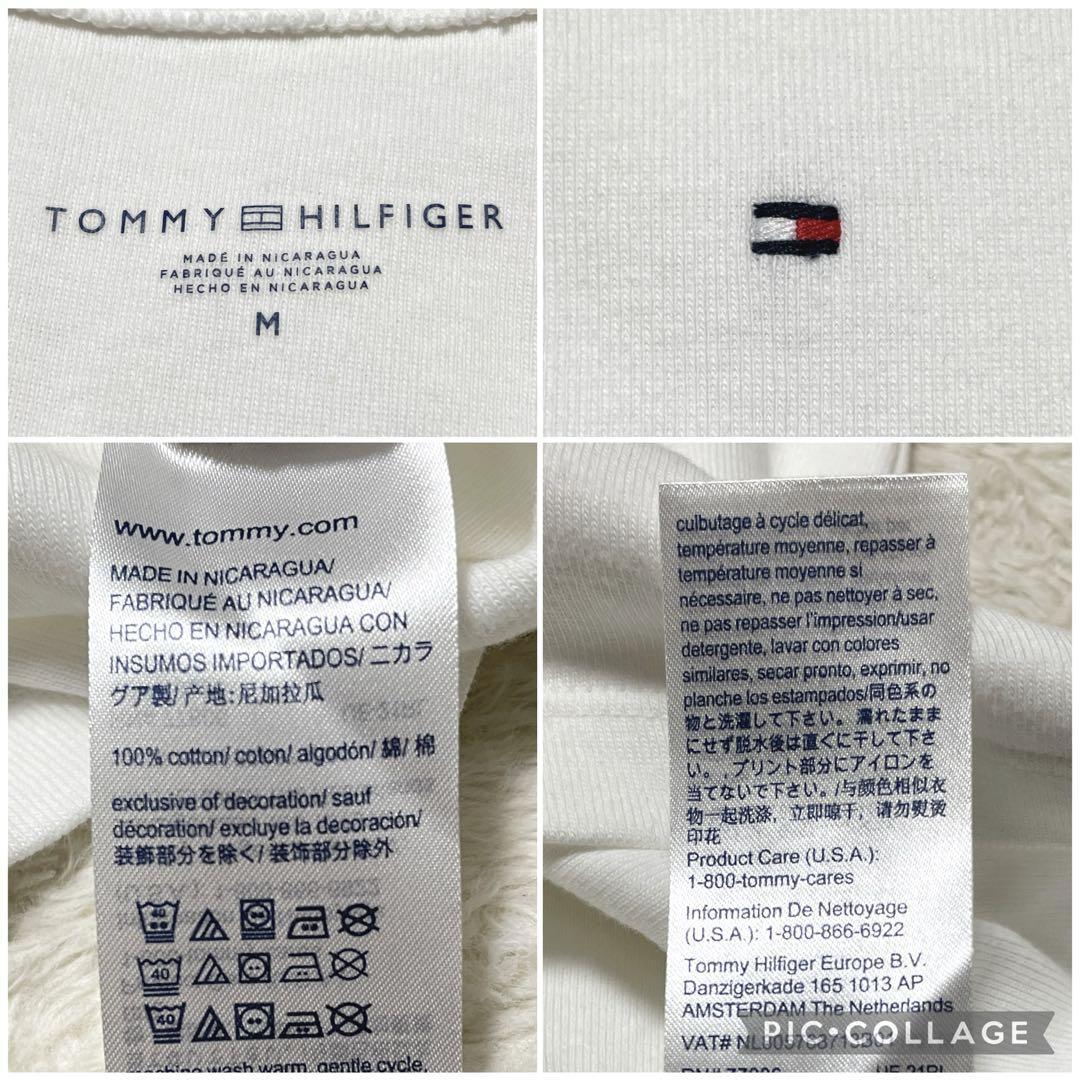 TOMMY HILFIGER
MADE IN NICARAGUA
FABRIQUÉ AU NICARAGUA
HECHO EN NICARAGUA
M
www.tommy.com
MADE IN NICARAGUA/
FABRIQUÉ AU NICARAGUA/
HECHO EN NICARAGUA CON
INSUMOS IMPORTADOS/ニカラ
グア製/产地:尼加拉瓜
100% cotton/ coton/ algodón/ 綿/ 棉
exclusive of decoration/ sauf
décoration/ excluye la decoración/
装飾部分を除く/ 装饰部分除外
40
40
40
machine wash warm, gentle cycle,
culbutage à cycle délicat,
température moyenne, repasser à
température moyenne si
nécessaire, ne pas nettoyer à sec,
ne pas repasser l'impression/usar
detergente, lavar con colores
similares, secar pronto, exprimir, no
planche los estampados/同色系の
物と洗濯して下さい。濡れたまま
にせず脱水後は直ぐに干して下さ
い。,プリント部分にアイロンを
当てないで下さい。/与颜色相似衣
物一起洗涤，立即晾干，请勿熨烫
印花
Product Care (U.S.A.):
1-800-tommy-cares
Information De Nettoyage
(U.S.A.): 1-800-866-6922
Tommy Hilfiger Europe B.V.
Danzigerkade 165 1013 AP
AMSTERDAM The Netherlands
VAT#
PIC•COLLAGE